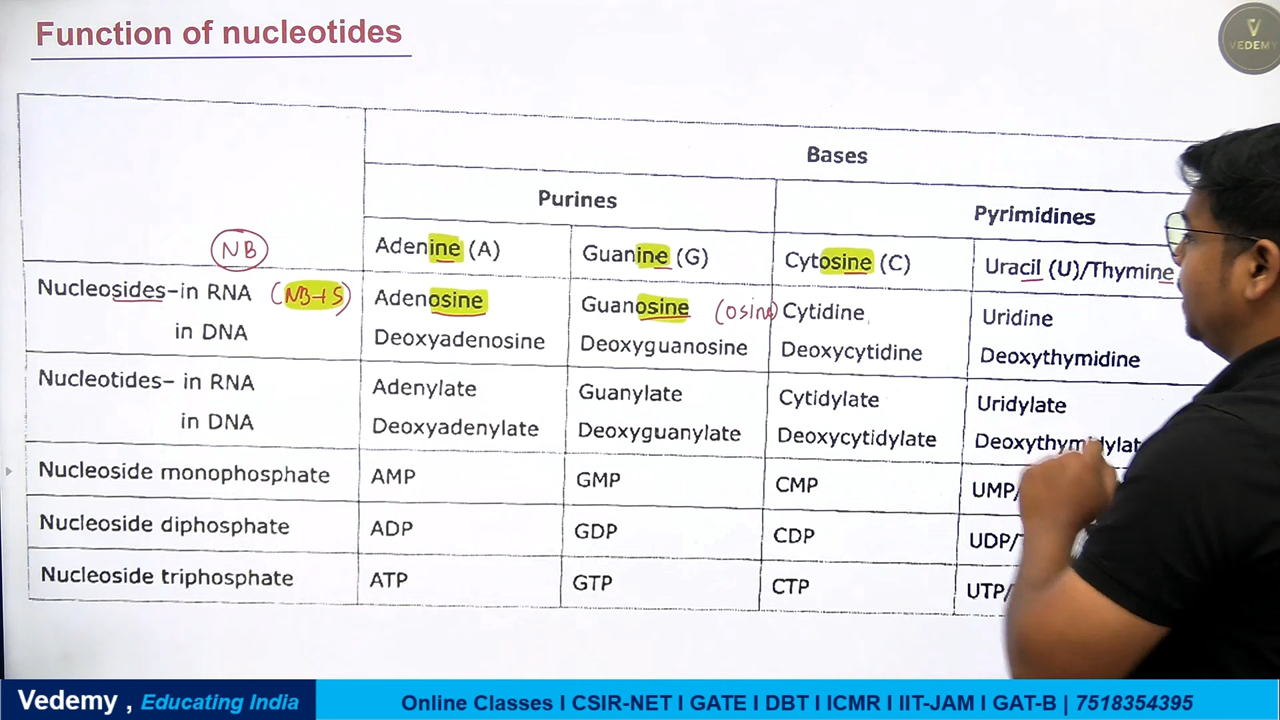 Function of nucleotides
V
VEDEMY
Bases
Purines
Pyrimidines
NB
Adenine (A)
Guanine (G)
Cytosine (C)
Uracil (U)/Thymine
Nucleosides–in RNA (NB+S)
Adenosine
Guanosine (osine)
Cytidine
Uridine
in DNA
Deoxyadenosine
Deoxyguanosine
Deoxycytidine
Deoxythymidine
Nucleotides– in RNA
Adenylate
Guanylate
Cytidylate
Uridylate
in DNA
Deoxyadenylate
Deoxyguanylate
Deoxycytidylate
Deoxythymidylat
Nucleoside monophosphate
AMP
GMP
CMP
UMP/
Nucleoside diphosphate
ADP
GDP
CDP
UDP/
Nucleoside triphosphate
ATP
GTP
CTP
UTP/
Vedemy , Educating India
Online Classes I CSIR-NET I GATE I DBT I ICMR I IIT-JAM I GAT-B | 7518354395